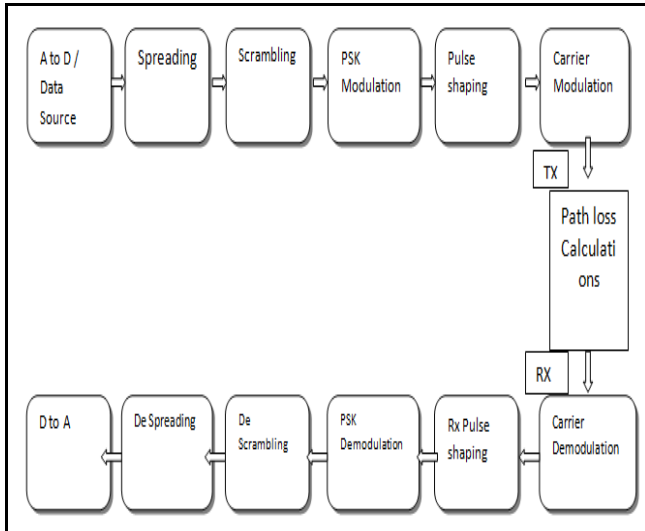 A to D /
Data
Source
Spreading
Scrambling
PSK
Modulation
Pulse
shaping
Carrier
Modulation
TX
Path loss
Calculati
ons
RX
D to A
De Spreading
De
Scrambling
PSK
Demodulation
Rx Pulse
shaping
Carrier
Demodulation